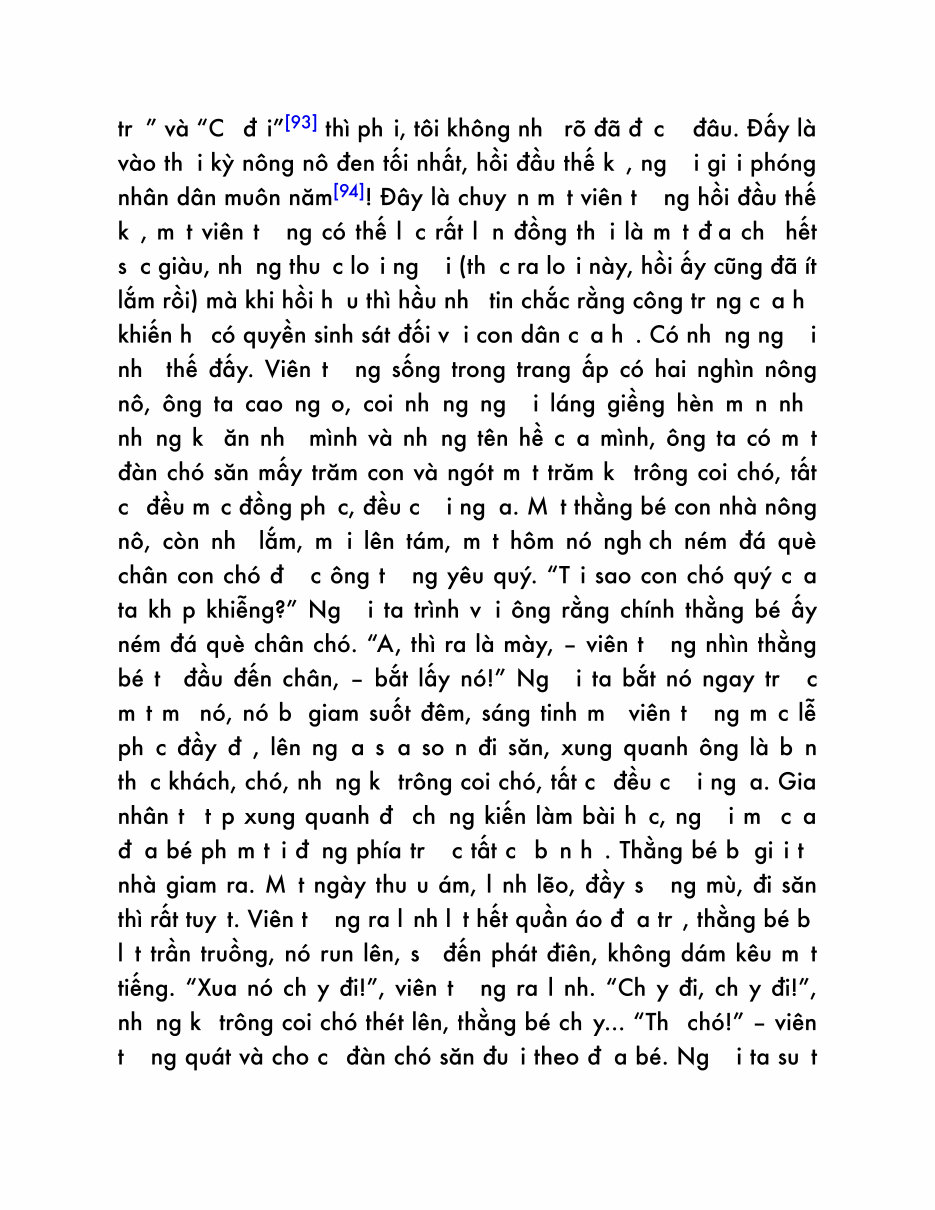 tr ” và “C đ i”[93] thì ph i, tôi không nh rõ đã đ c đâu. Đấy là
vào th i kỳ nông nô đen tối nhất, hồi đầu thế k , ng i gi i phóng
nhân dân muôn năm[94]! Đây là chuy n m t viên t ng hồi đầu thế
k , m t viên t ng có thế l c rất l n đồng th i là m t đ a ch hết
s c giàu, nh ng thu c lo i ng i (th c ra lo i này, hồi ấy cũng đã ít
lắm rồi) mà khi hồi h u thì hầu nh tin chắc rằng công tr ng c a h
khiến h có quyền sinh sát đối v i con dân c a h . Có nh ng ng i
nh thế đấy. Viên t ng sống trong trang ấp có hai nghìn nông
nô, ông ta cao ng o, coi nh ng ng i láng giềng hèn m n nh
nh ng k ăn nh mình và nh ng tên hề c a mình, ông ta có m t
đàn chó săn mấy trăm con và ngót m t trăm k trông coi chó, tất
c đều m c đồng ph c, đều c i ng a. M t thằng bé con nhà nông
nô, còn nh lắm, m i lên tám, m t hôm nó ngh ch ném đá què
chân con chó đ c ông t ng yêu quý. “T i sao con chó quý c a
ta kh p khiễng?” Ng i ta trình v i ông rằng chính thằng bé ấy
ném đá què chân chó. “A, thì ra là mày, – viên t ng nhìn thằng
bé t đầu đến chân, – bắt lấy nó!” Ng i ta bắt nó ngay tr c
m t m nó, nó b giam suốt đêm, sáng tinh m viên t ng m c lễ
ph c đầy đ , lên ng a s a so n đi săn, xung quanh ông là b n
th c khách, chó, nh ng k trông coi chó, tất c đều c i ng a. Gia
nhân t t p xung quanh đ ch ng kiến làm bài h c, ng i m c a
đ a bé ph m t i đ ng phía tr c tất c b n h . Thằng bé b gi i t
nhà giam ra. M t ngày thu u ám, l nh lẽo, đầy s ng mù, đi săn
thì rất tuy t. Viên t ng ra l nh l t hết quần áo đ a tr , thằng bé b
l t trần truồng, nó run lên, s đến phát điên, không dám kêu m t
tiếng. “Xua nó ch y đi!”, viên t ng ra l nh. “Ch y đi, ch y đi!”,
nh ng k trông coi chó thét lên, thằng bé ch y... “Th chó!” – viên
t ng quát và cho c đàn chó săn đu i theo đ a bé. Ng i ta su t